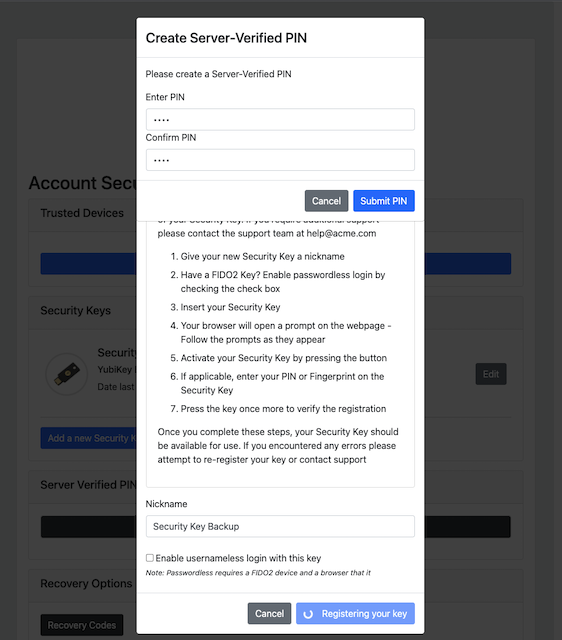 Create Server-Verified PIN
Please create a Server-Verified PIN
Enter PIN
••••
Confirm PIN
••••
Cancel
Submit PIN
of your Security Key. If you require additional support
please contact the support team at help@acme.com
1. Give your new Security Key a nickname
2. Have a FIDO2 Key? Enable passwordless login by
checking the check box
3. Insert your Security Key
4. Your browser will open a prompt on the webpage -
Follow the prompts as they appear
5. Activate your Security Key by pressing the button
6. If applicable, enter your PIN or Fingerprint on the
Security Key
7. Press the key once more to verify the registration
Once you complete these steps, your Security Key should
be available for use. If you encountered any errors please
attempt to re-register your key or contact support
Nickname
Security Key Backup
Enable usernameless login with this key
Note: Passwordless requires a FIDO2 device and a browser that it
Cancel
Registering your key
Account Secu
Trusted Devices
Security Keys
Security
YubiKey
Date last
Edit
Add a new Security K
Server Verified PIN
Recovery Options
Recovery Codes